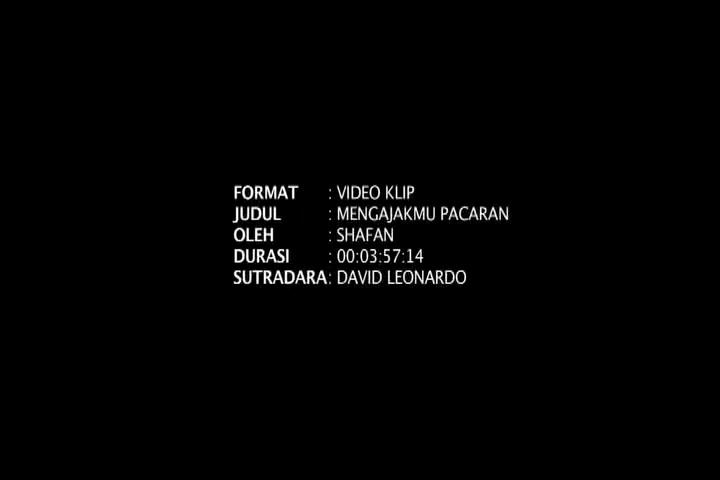 FORMAT : VIDEO KLIP
JUDUL : MENGAJAKMU PACARAN
OLEH : SHAFAN
DURASI : 00:03:57:14
SUTRADARA : DAVID LEONARDO